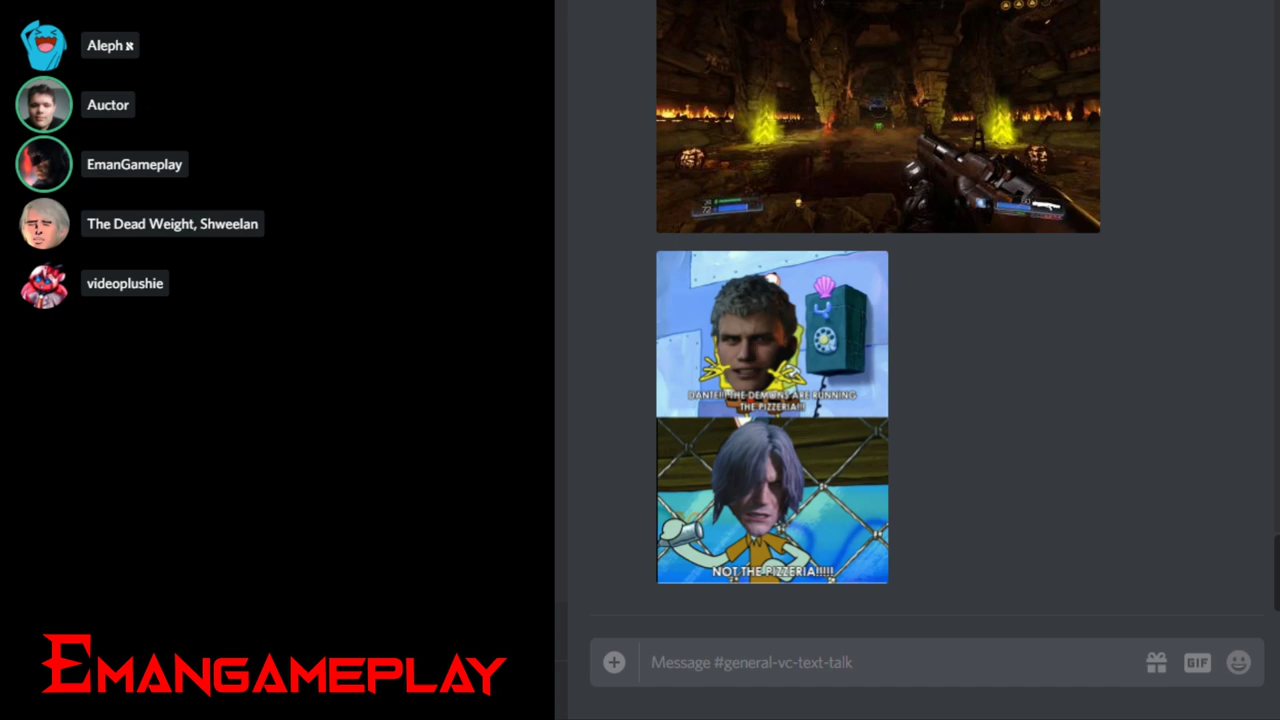 Aleph ℵ
Auctor
EmanGameplay
The Dead Weight, Shweelan
videoplushie
EMANGAMEPLAY
72
DANTE!!! THE DEMONS ARE RUNNING
THE PIZZERIA!!!
NOT THE PIZZERIA!!!!!
Message #general-vc-text-talk
GIF